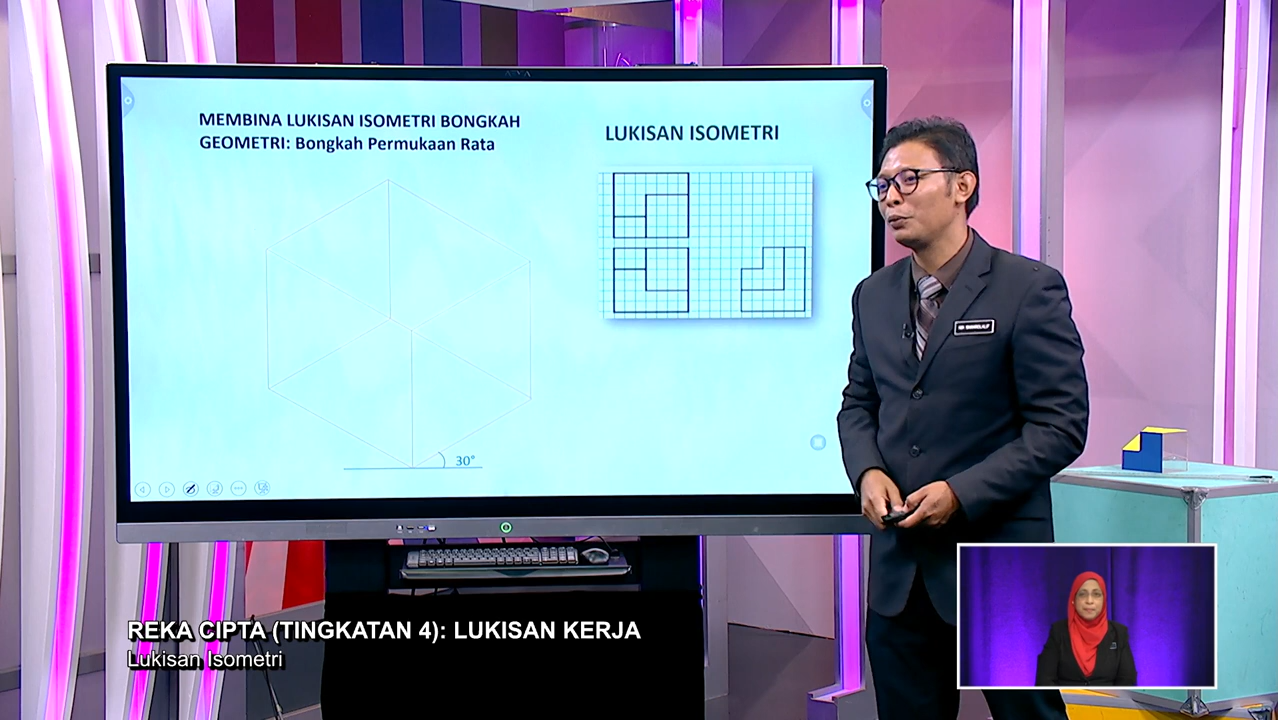 MEMBINA LUKISAN ISOMETRI BONGKAH
GEOMETRI: Bongkah Permukaan Rata
LUKISAN ISOMETRI
30°
REKA CIPTA (TINGKATAN 4): LUKISAN KERJA
Lukisan Isometri